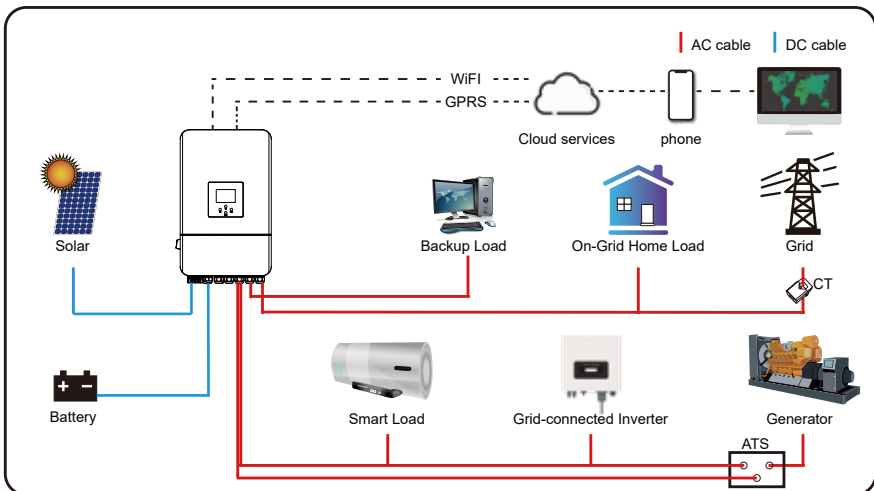 AC cable
DC cable
WiFI
GPRS
Cloud services
phone
Solar
Backup Load
On-Grid Home Load
Grid
CT
Battery
Smart Load
Grid-connected Inverter
Generator
ATS